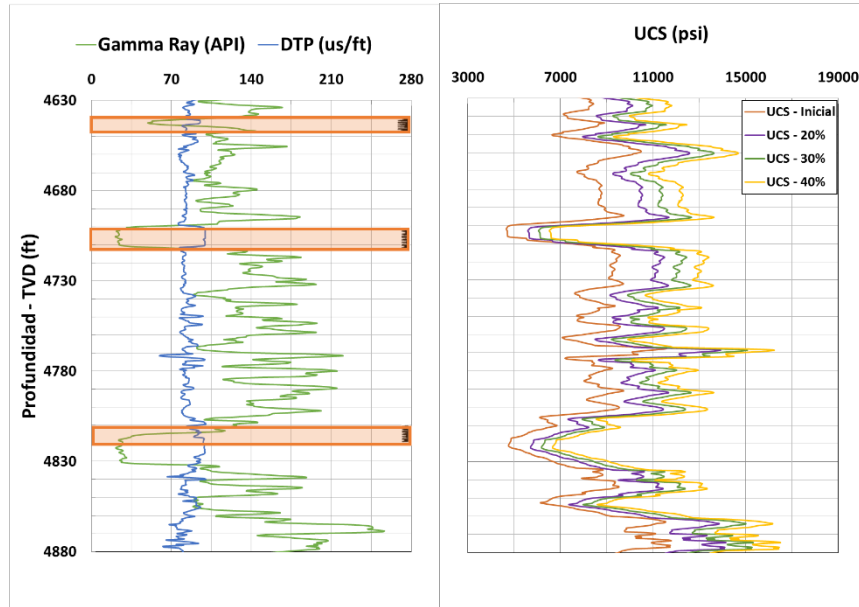 Gamma Ray (API) DTP (us/ft)
0 70 140 210 280
Profundidad - TVD (ft)
4630
4680
4730
4780
4830
4880
UCS (psi)
3000 7000 11000 15000 19000
UCS - Inicial
UCS - 20%
UCS - 30%
UCS - 40%